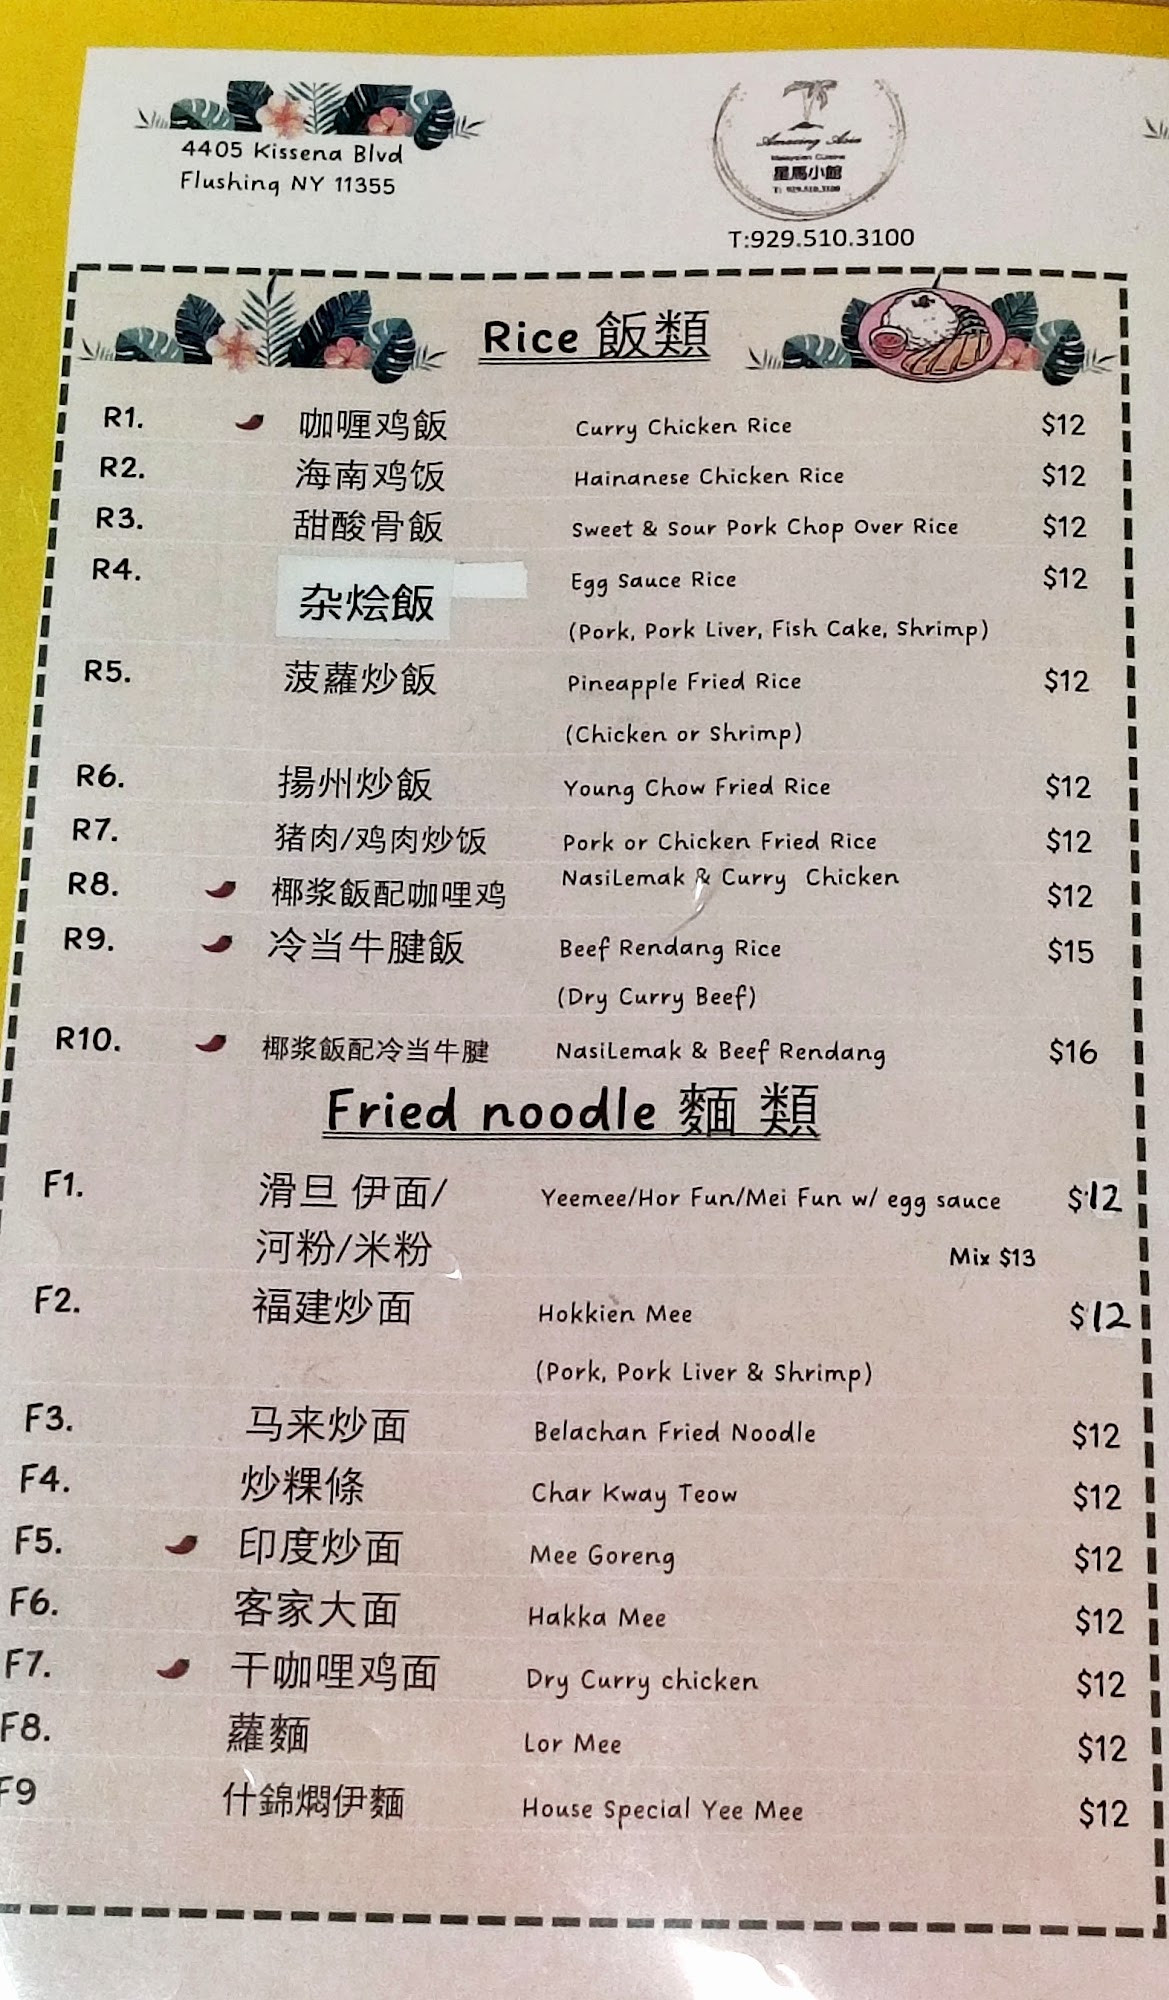 4405 Kissena Blvd
Flushing NY 11355
Amazing Asia
Malaysian Cuisine
星馬小館
T: 929.510.3100
T:929.510.3100
Rice 飯類
R1. 咖喱鸡飯 Curry Chicken Rice $12
R2. 海南鸡饭 Hainanese Chicken Rice $12
R3. 甜酸骨飯 Sweet & Sour Pork Chop Over Rice $12
R4. 杂烩飯 Egg Sauce Rice $12
(Pork, Pork Liver, Fish Cake, Shrimp)
R5. 菠蘿炒飯 Pineapple Fried Rice $12
(Chicken or Shrimp)
R6. 揚州炒飯 Young Chow Fried Rice $12
R7. 猪肉/鸡肉炒饭 Pork or Chicken Fried Rice $12
R8. 椰浆飯配咖哩鸡 NasiLemak & Curry Chicken $12
R9. 冷当牛腱飯 Beef Rendang Rice $15
(Dry Curry Beef)
R10. 椰浆飯配冷当牛腱 NasiLemak & Beef Rendang $16
Fried noodle 麵 類
F1. 滑旦 伊面/ Yeemee/Hor Fun/Mei Fun w/ egg sauce $12
河粉/米粉 Mix $13
F2. 福建炒面 Hokkien Mee $12
(Pork, Pork Liver & Shrimp)
F3. 马来炒面 Belachan Fried Noodle $12
F4. 炒粿條 Char Kway Teow $12
F5. 印度炒面 Mee Goreng $12
F6. 客家大面 Hakka Mee $12
F7. 干咖哩鸡面 Dry Curry chicken $12
F8. 蘿麵 Lor Mee $12
F9 什錦燜伊麵 House Special Yee Mee $12